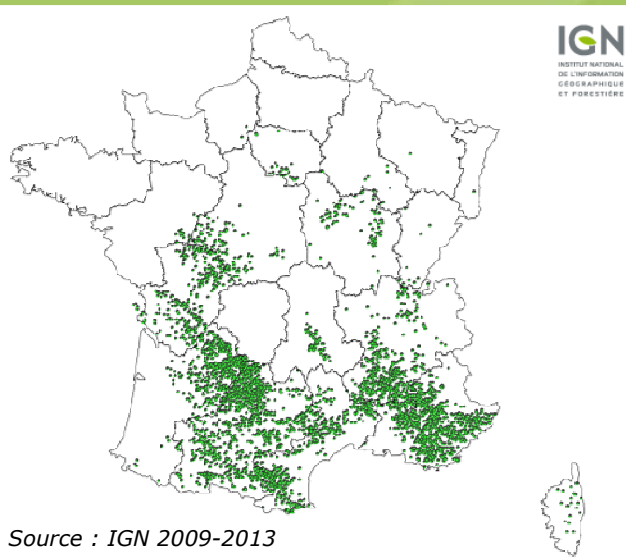 IGN
INSTITUT NATIONAL
DE L'INFORMATION
GÉOGRAPHIQUE
ET FORESTIÈRE
Source : IGN 2009-2013